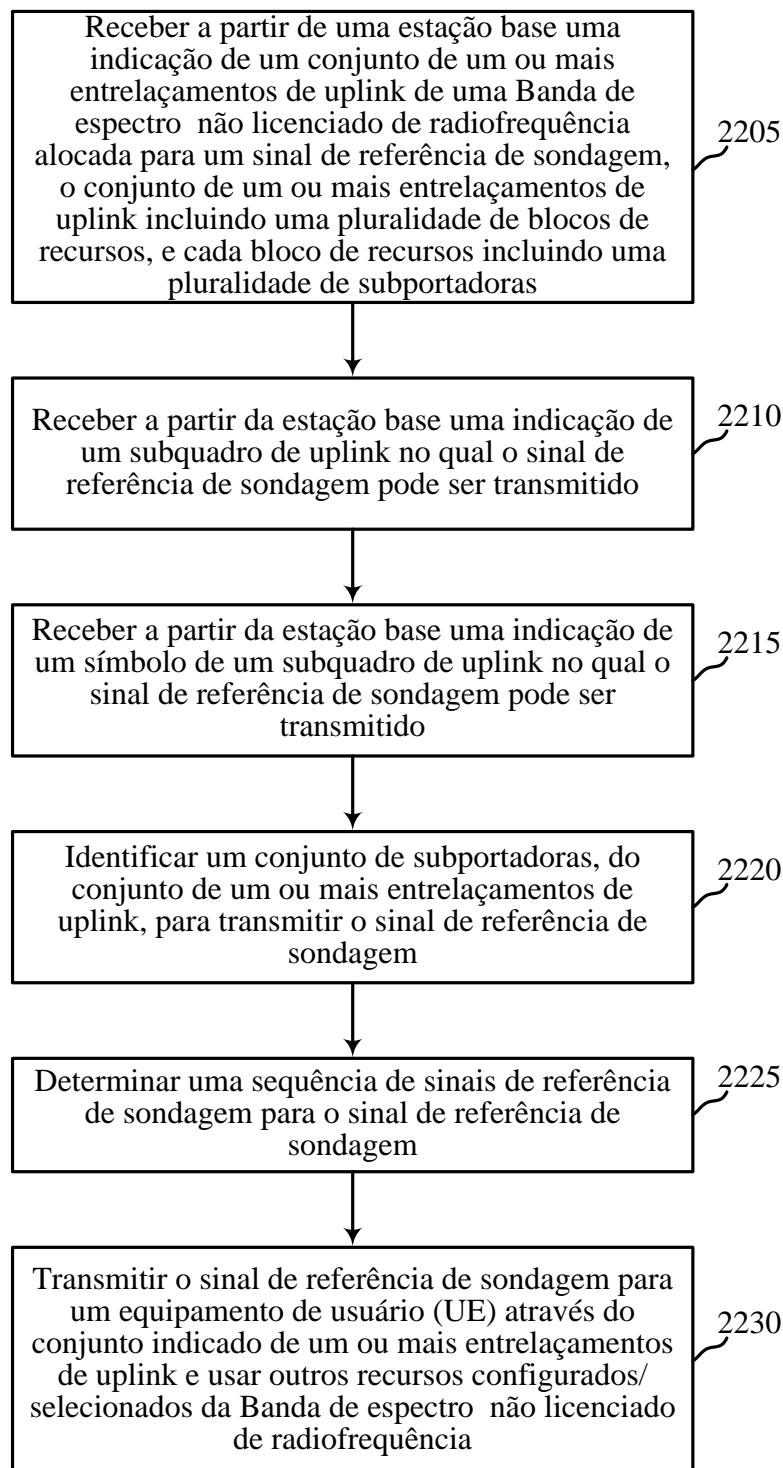 Receber a partir de uma estação base uma
indicação de um conjunto de um ou mais
entrelaçamentos de uplink de uma Banda de
espectro não licenciado de radiofrequência
alocada para um sinal de referência de sondagem,
o conjunto de um ou mais entrelaçamentos de
uplink incluindo uma pluralidade de blocos de
recursos, e cada bloco de recursos incluindo uma
pluralidade de subportadoras
2205
Receber a partir da estação base uma indicação de
um subquadro de uplink no qual o sinal de
referência de sondagem pode ser transmitido
2210
Receber a partir da estação base uma indicação de
um símbolo de um subquadro de uplink no qual o
sinal de referência de sondagem pode ser
transmitido
2215
Identificar um conjunto de subportadoras, do
conjunto de um ou mais entrelaçamentos de
uplink, para transmitir o sinal de referência de
sondagem
2220
Determinar uma sequência de sinais de referência
de sondagem para o sinal de referência de
sondagem
2225
Transmitir o sinal de referência de sondagem para
um equipamento de usuário (UE) através do
conjunto indicado de um ou mais entrelaçamentos
de uplink e usar outros recursos configurados/
selecionados da Banda de espectro não licenciado
de radiofrequência
2230